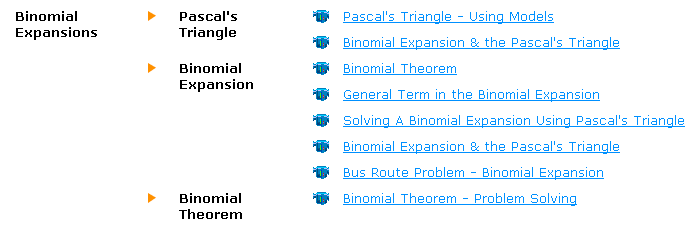 Binomial Expansions
Pascal's Triangle
Pascal's Triangle – Using Models
Binomial Expansion & the Pascal's Triangle
Binomial Expansion
Binomial Theorem
General Term in the Binomial Expansion
Solving A Binomial Expansion Using Pascal's Triangle
Binomial Expansion & the Pascal's Triangle
Bus Route Problem – Binomial Expansion
Binomial Theorem
Binomial Theorem – Problem Solving